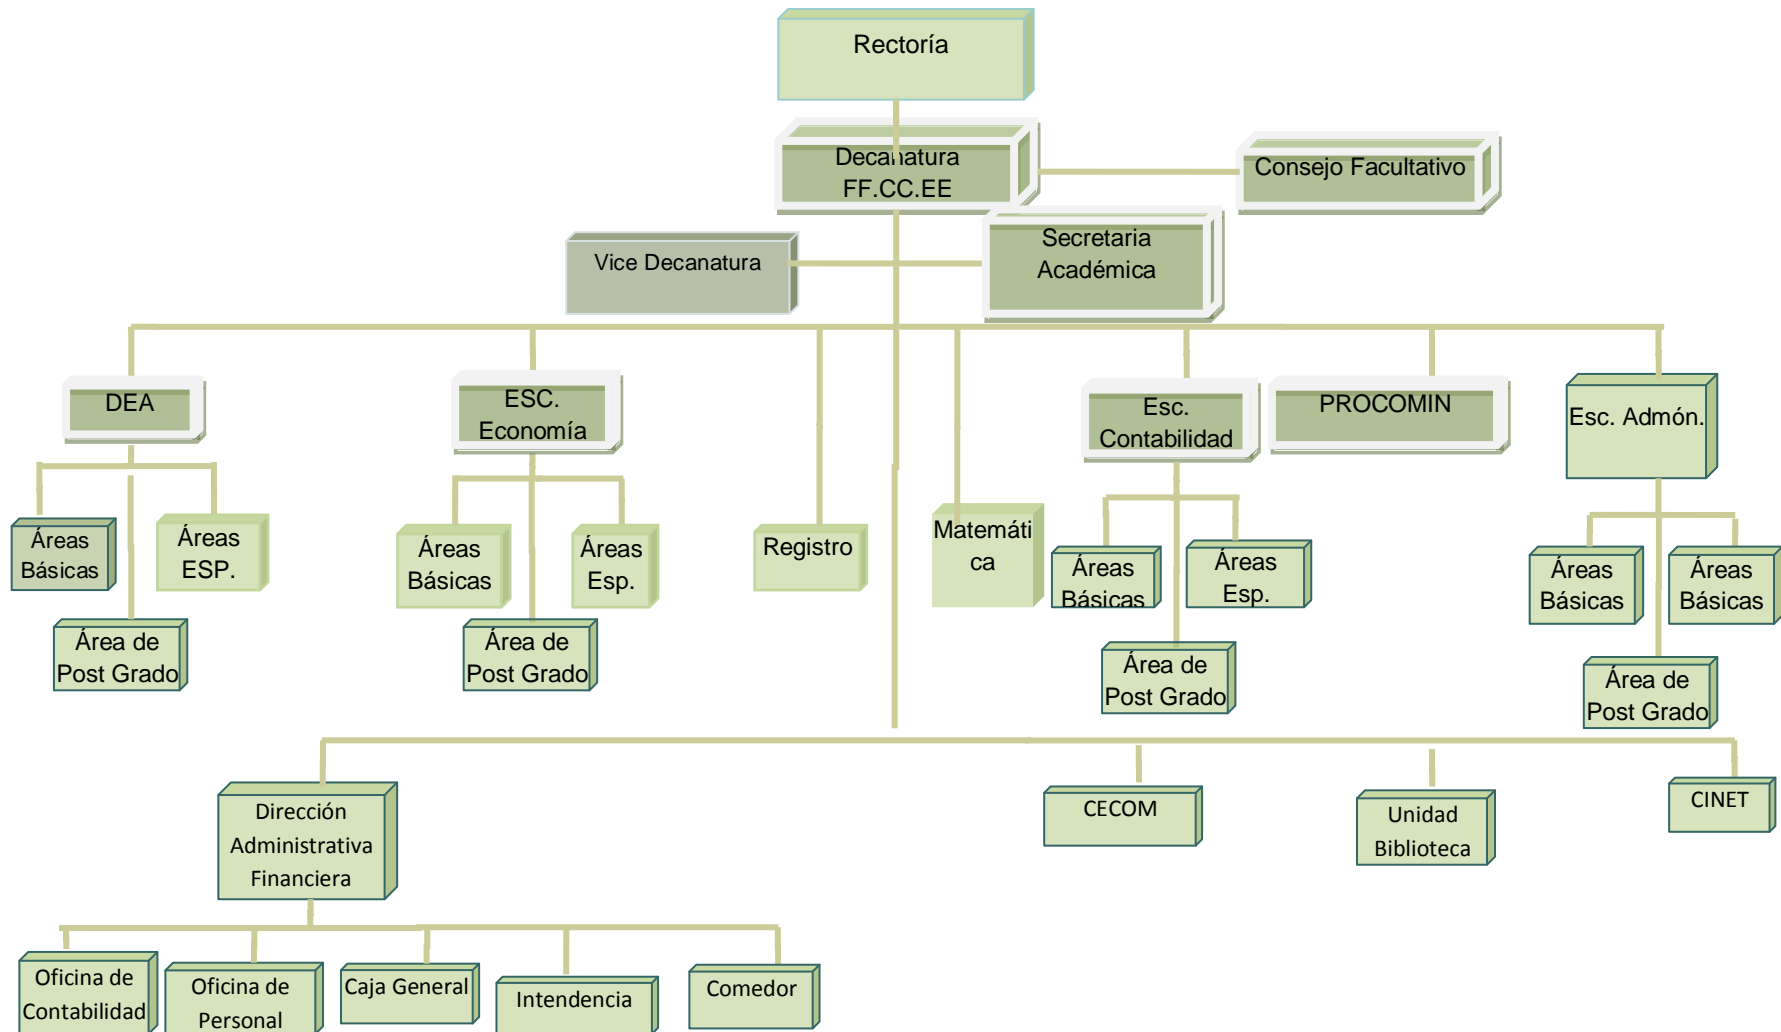 Rectoría
Decanatura
FF.CC.EE
Consejo Facultativo
Vice Decanatura
Secretaria
Académica
DEA
ESC.
Economía
Esc.
Contabilidad
PROCOMIN
Esc. Admón.
Áreas
Básicas
Áreas
ESP.
Área de
Post Grado
Áreas
Básicas
Áreas
Esp.
Área de
Post Grado
Registro
Matemáti
ca
Áreas
Básicas
Áreas
Esp.
Área de
Post Grado
Áreas
Básicas
Áreas
Básicas
Área de
Post Grado
Dirección
Administrativa
Financiera
CECOM
Unidad
Biblioteca
CINET
Oficina de
Contabilidad
Oficina de
Personal
Caja General
Intendencia
Comedor